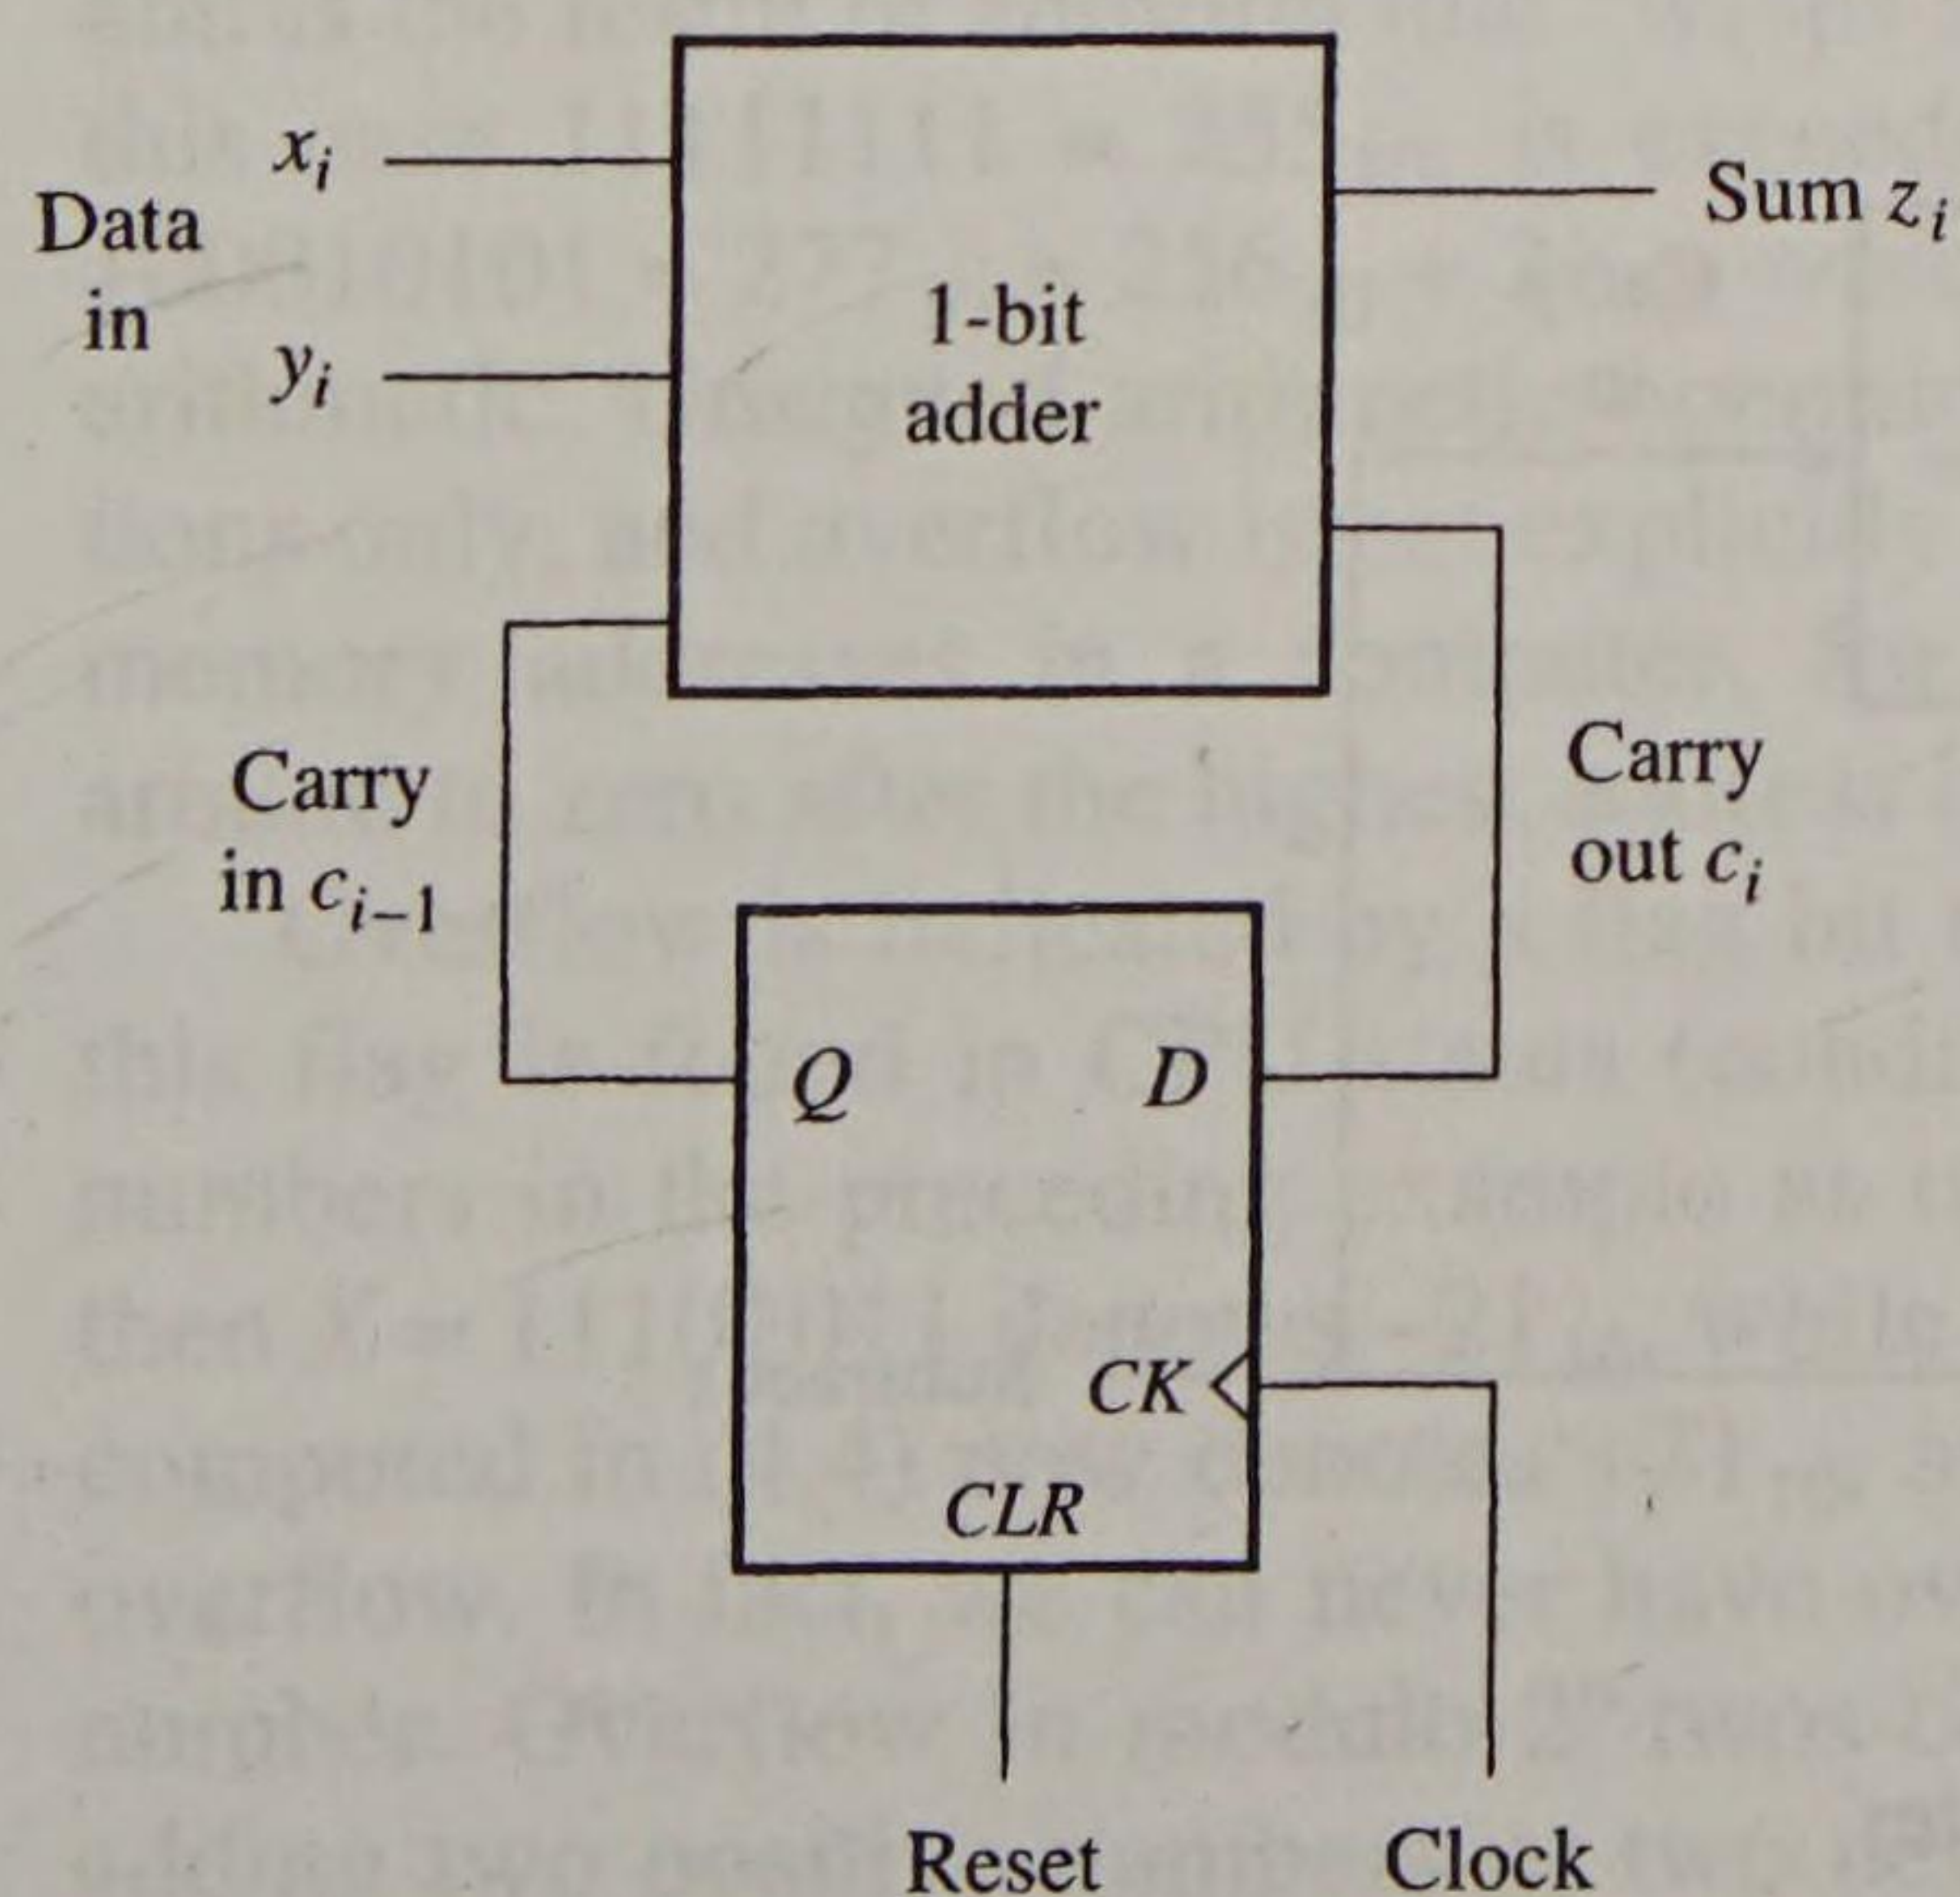 x_i
Data
in
y_i
1-bit
adder
Sum z_i
Carry
in c_{i-1}
Carry
out c_i
Q
D
CK
CLR
Reset
Clock